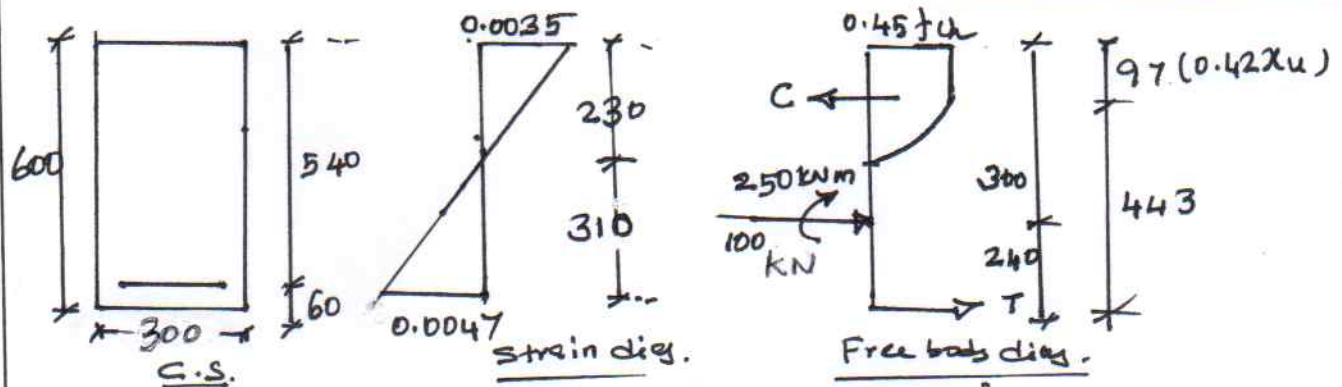 0.0035
0.45 fck
97 (0.42Xu)
C
230
600
540
250 kNm
300
443
310
100
kN
240
60
T
300
0.0047
C.S.
Strain dig.
Free body diag.